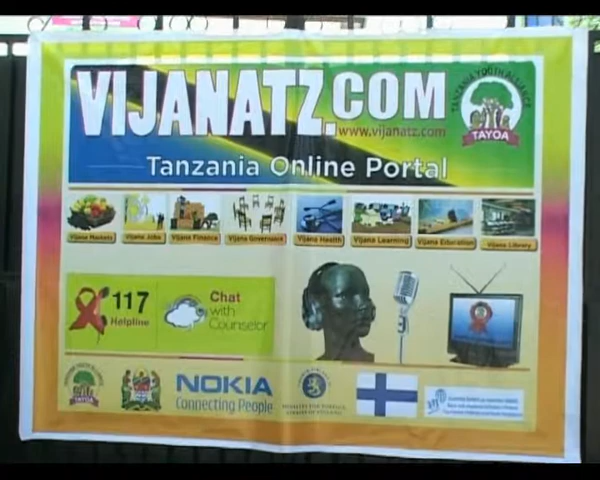 VIJANATZ.COM
www.vijanatz.com
TANZANIA YOUTH ALLIANCE
TAYOA
Tanzania Online Portal
Vijana Markets
Vijana Jobs
Vijana Finance
Vijana Governance
Vijana Health
Vijana Learning
Vijana Education
Vijana Library
117
Helpline
Chat
with
Counselor
TAYOA
NOKIA
Connecting People